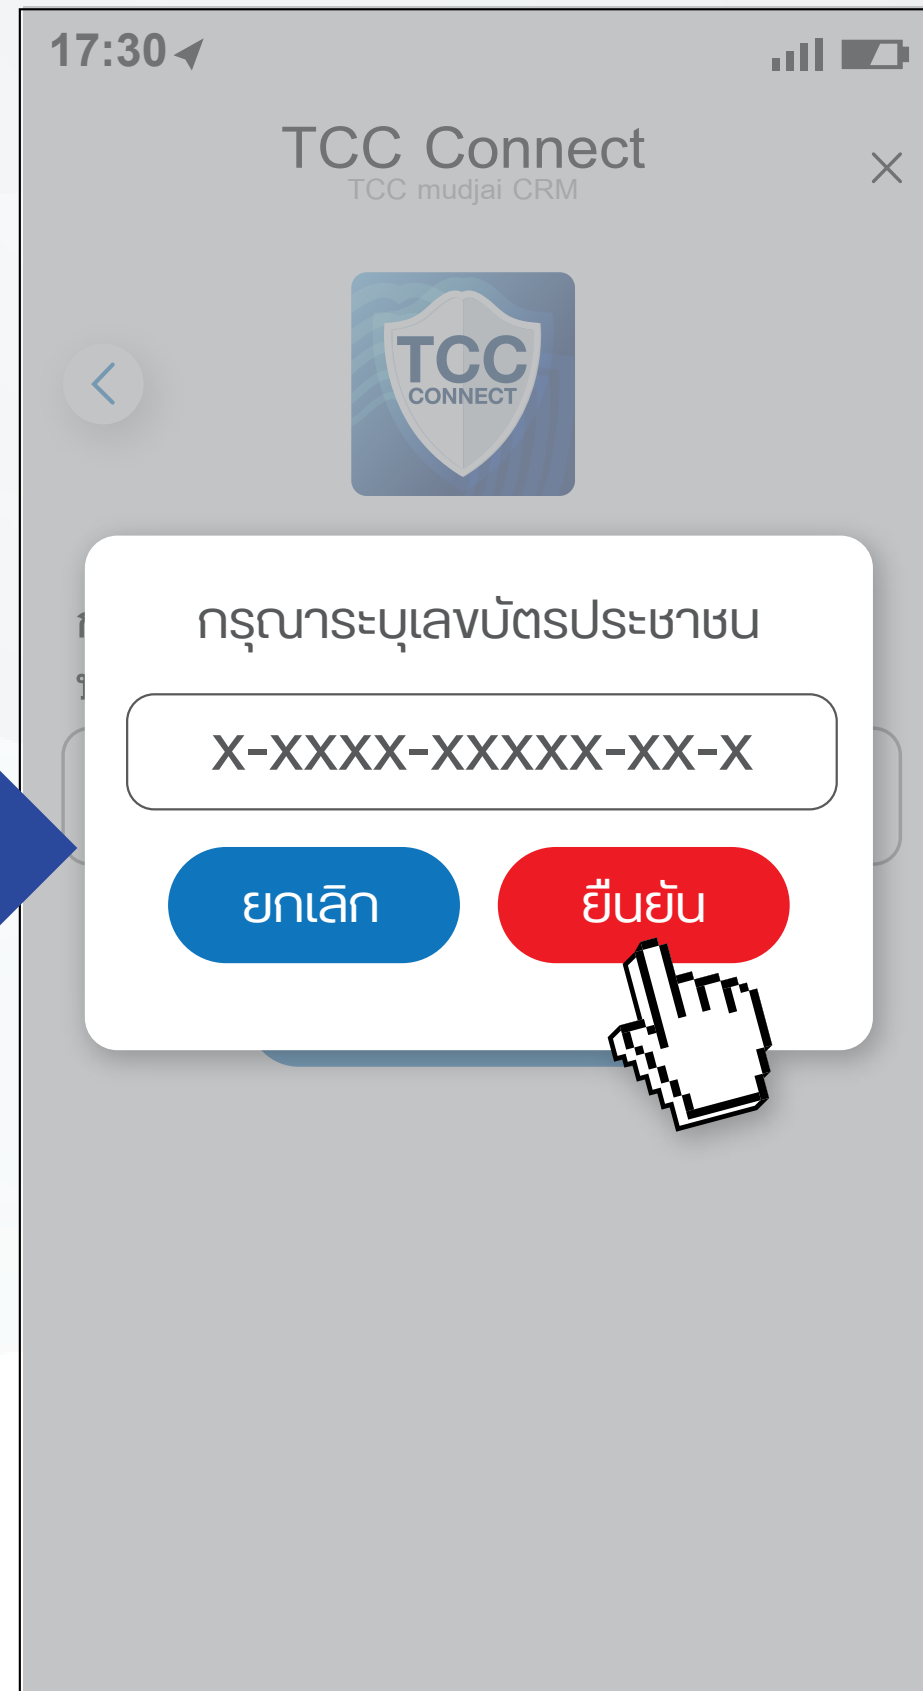 17:30
TCC Connect
TCC mudjai CRM
TCC
CONNECT
กรุณาระบุเลขบัตรประชาชน
x-xxxx-xxxxx-xx-x
ยกเลิก
ยืนยัน